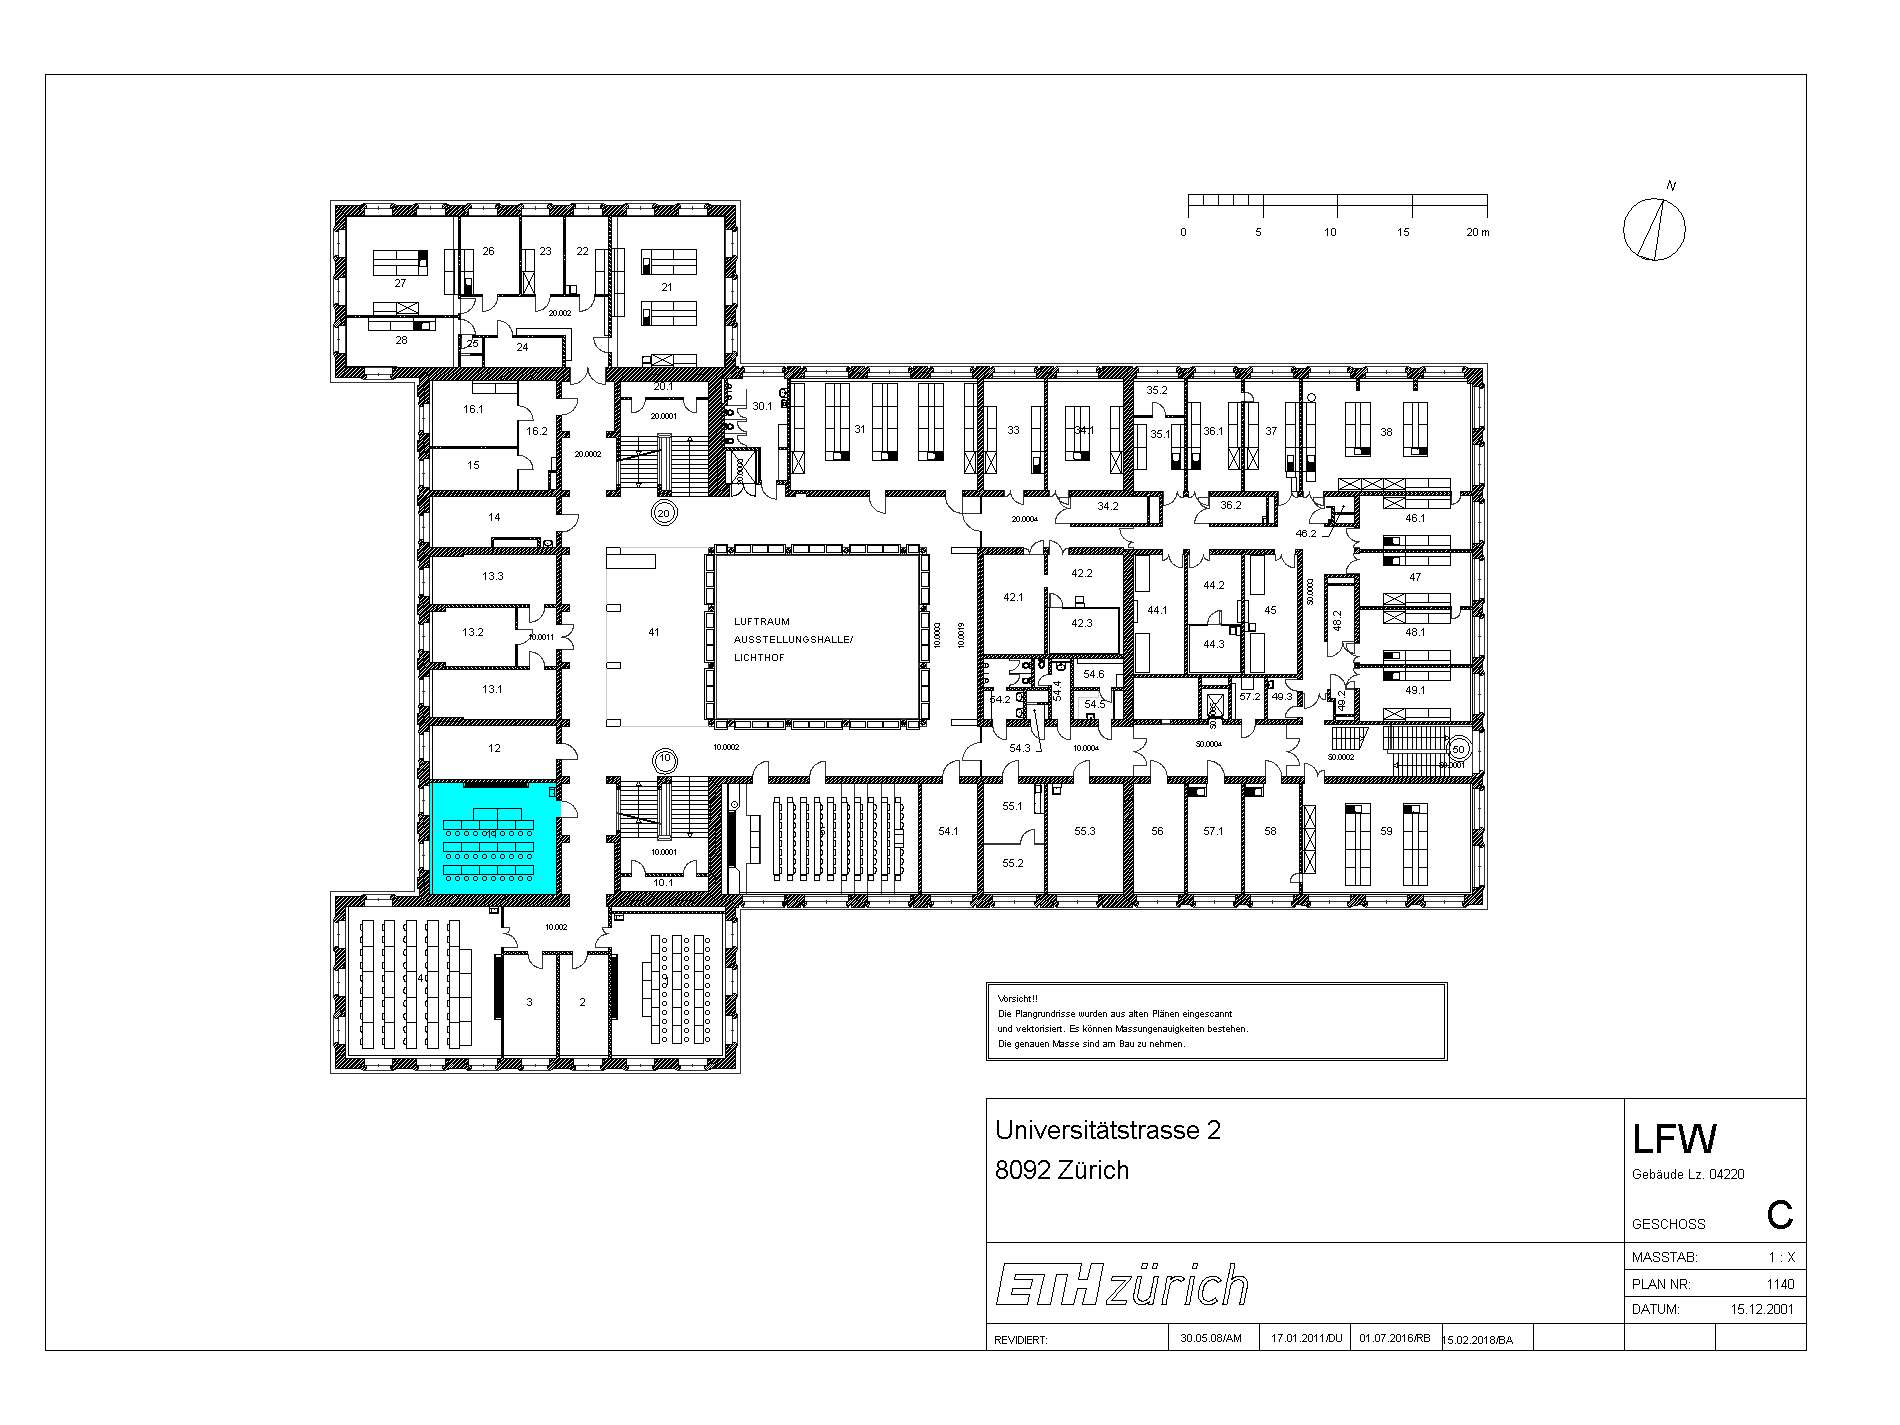 N
0 5 10 15 20 m
26 23 22
27 21
20.002
28 25 24
16.1 20.1 30.1 35.2
16.2 20.0001 31 33 34.1 35.1 36.1 37 38
15 20.0002
14 20 20.0004 34.2 36.2 46.1
46.2
13.3 42.2 44.2 47
42.1 44.1 45 50.0003
13.2 10.0011 41 LUFTRAUM 10.0003 10.0019 42.3 48.2 48.1
AUSSTELLUNGSHALLE/
LICHTHOF 44.3
13.1 54.6 49.1
54.2 54.4 54.5 57.2 49.3 49.2
12 10 10.0002 54.3 10.0004 50.0004 50.0002 50
50.0001
55.1
5 54.1 55.3 56 57.1 58 59
10.0001 55.2
10.1
10.002
4 3 2 1
Vorsicht!!
Die Plangrundrisse wurden aus alten Plänen eingescannt
und vektorisiert. Es können Massungenauigkeiten bestehen.
Die genauen Masse sind am Bau zu nehmen.
Universitätstrasse 2
8092 Zürich
LFW
Gebäude Lz. 04220
GESCHOSS C
ETH zürich
MASSTAB: 1 : X
PLAN NR: 1140
DATUM: 15.12.2001
REVIDIERT: 30.05.08/AM 17.01.2011/DU 01.07.2016/RB 15.02.2018/BA